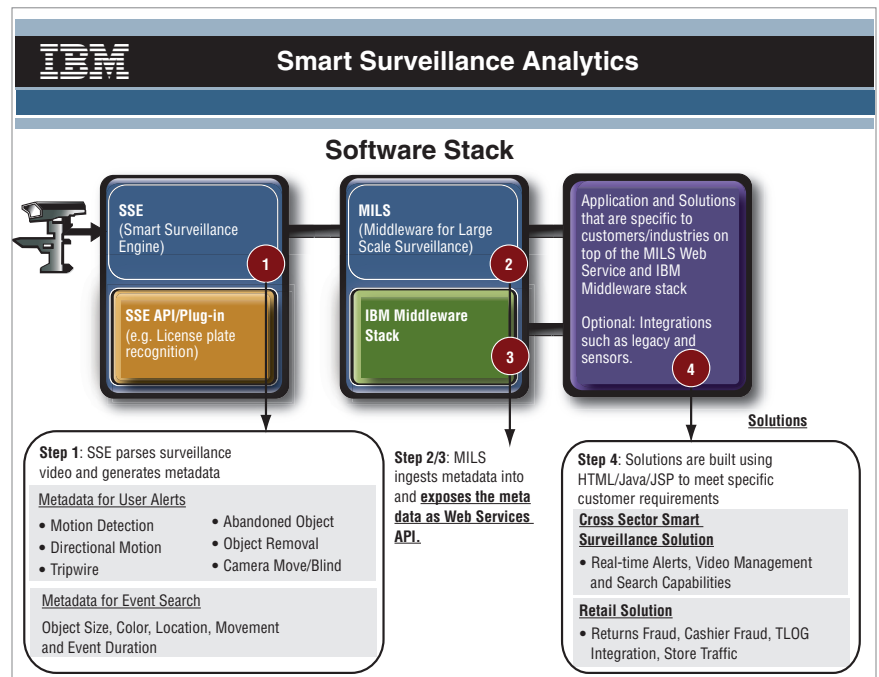 IBM
Smart Surveillance Analytics
Software Stack
SSE
(Smart Surveillance
Engine)
1
SSE API/Plug-in
(e.g. License plate
recognition)
MILS
(Middleware for Large
Scale Surveillance)
2
IBM Middleware
Stack
3
Application and Solutions
that are specific to
customers/industries on
top of the MILS Web
Service and IBM
Middleware stack
Optional: Integrations
such as legacy and
sensors.
4
Solutions
Step 1: SSE parses surveillance
video and generates metadata
Metadata for User Alerts
• Motion Detection
• Directional Motion
• Tripwire
• Abandoned Object
• Object Removal
• Camera Move/Blind
Metadata for Event Search
Object Size, Color, Location, Movement
and Event Duration
Step 2/3: MILS
ingests metadata into
and exposes the meta
data as Web Services
API.
Step 4: Solutions are built using
HTML/Java/JSP to meet specific
customer requirements
Cross Sector Smart
Surveillance Solution
• Real-time Alerts, Video Management
and Search Capabilities
Retail Solution
• Returns Fraud, Cashier Fraud, TLOG
Integration, Store Traffic